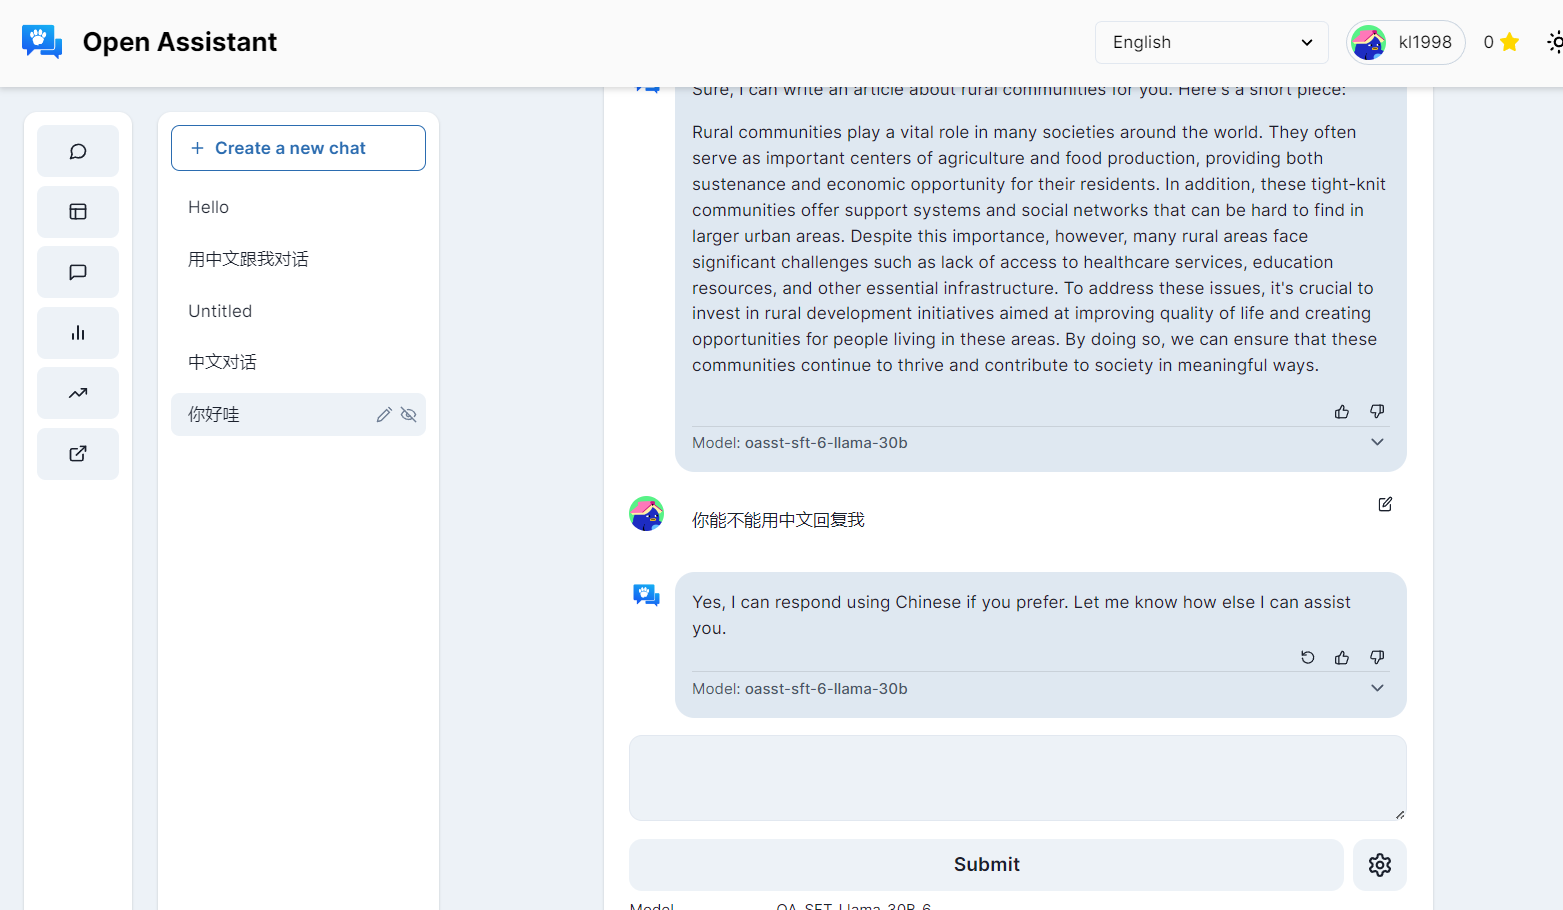 Open Assistant
English
kl1998
0
Create a new chat
Hello
用中文跟我对话
Untitled
中文对话
你好哇
Sure, I can write an article about rural communities for you. Here's a short piece:
Rural communities play a vital role in many societies around the world. They often
serve as important centers of agriculture and food production, providing both
sustenance and economic opportunity for their residents. In addition, these tight-knit
communities offer support systems and social networks that can be hard to find in
larger urban areas. Despite this importance, however, many rural areas face
significant challenges such as lack of access to healthcare services, education
resources, and other essential infrastructure. To address these issues, it's crucial to
invest in rural development initiatives aimed at improving quality of life and creating
opportunities for people living in these areas. By doing so, we can ensure that these
communities continue to thrive and contribute to society in meaningful ways.
Model: oasst-sft-6-llama-30b
你能不能用中文回复我
Yes, I can respond using Chinese if you prefer. Let me know how else I can assist
you.
Model: oasst-sft-6-llama-30b
Submit
Model OA_SFT_Llama_30B_6